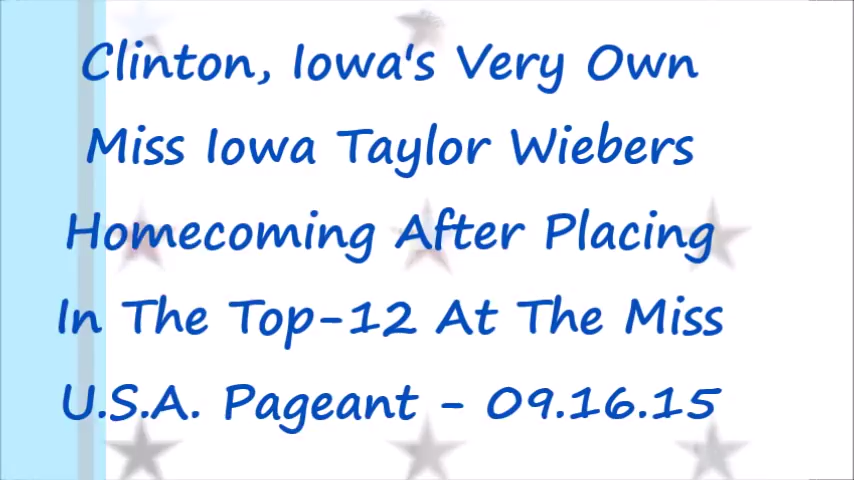 Clinton, Iowa's Very Own
Miss Iowa Taylor Wiebers
Homecoming After Placing
In The Top-12 At The Miss
U.S.A. Pageant - 09.16.15